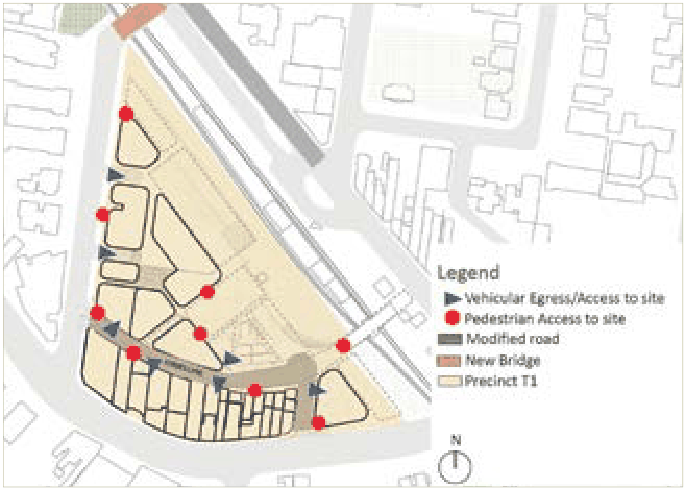 Legend
Vehicular Egress/Access to site
Pedestrian Access to site
Modified road
New Bridge
Precinct T1
N